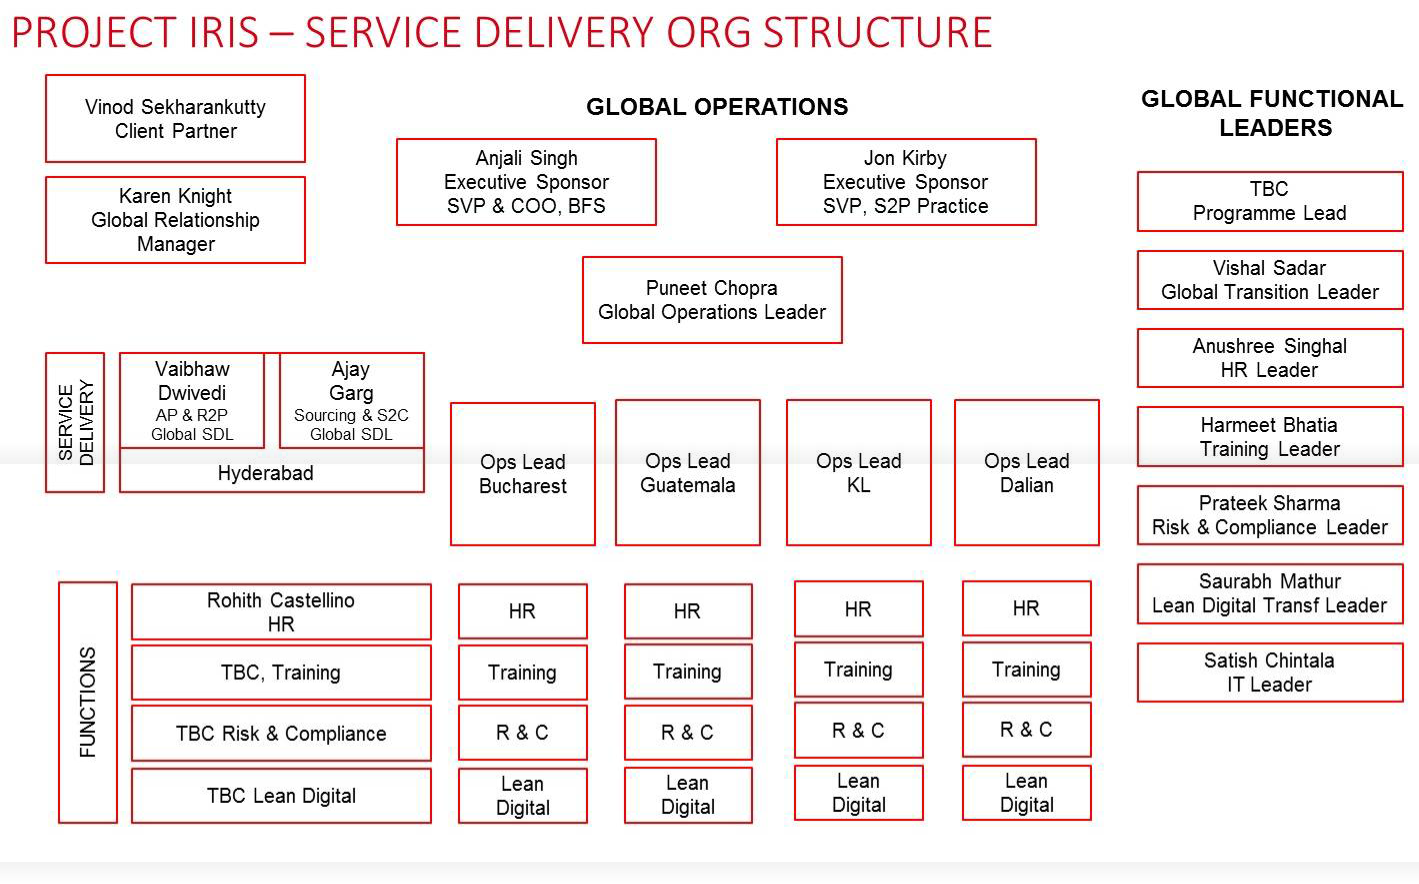 PROJECT IRIS – SERVICE DELIVERY ORG STRUCTURE
Vinod Sekharankutty
Client Partner
Karen Knight
Global Relationship
Manager
GLOBAL OPERATIONS
Anjali Singh
Executive Sponsor
SVP & COO, BFS
Jon Kirby
Executive Sponsor
SVP, S2P Practice
Puneet Chopra
Global Operations Leader
GLOBAL FUNCTIONAL
LEADERS
TBC
Programme Lead
Vishal Sadar
Global Transition Leader
Anushree Singhal
HR Leader
Harmeet Bhatia
Training Leader
Prateek Sharma
Risk & Compliance Leader
Saurabh Mathur
Lean Digital Transf Leader
Satish Chintala
IT Leader
SERVICE
DELIVERY
Vaibhaw
Dwivedi
AP & R2P
Global SDL
Ajay
Garg
Sourcing & S2C
Global SDL
Hyderabad
Ops Lead
Bucharest
Ops Lead
Guatemala
Ops Lead
KL
Ops Lead
Dalian
FUNCTIONS
Rohith Castellino
HR
HR
HR
HR
HR
TBC, Training
Training
Training
Training
Training
TBC Risk & Compliance
R & C
R & C
R & C
R & C
TBC Lean Digital
Lean
Digital
Lean
Digital
Lean
Digital
Lean
Digital